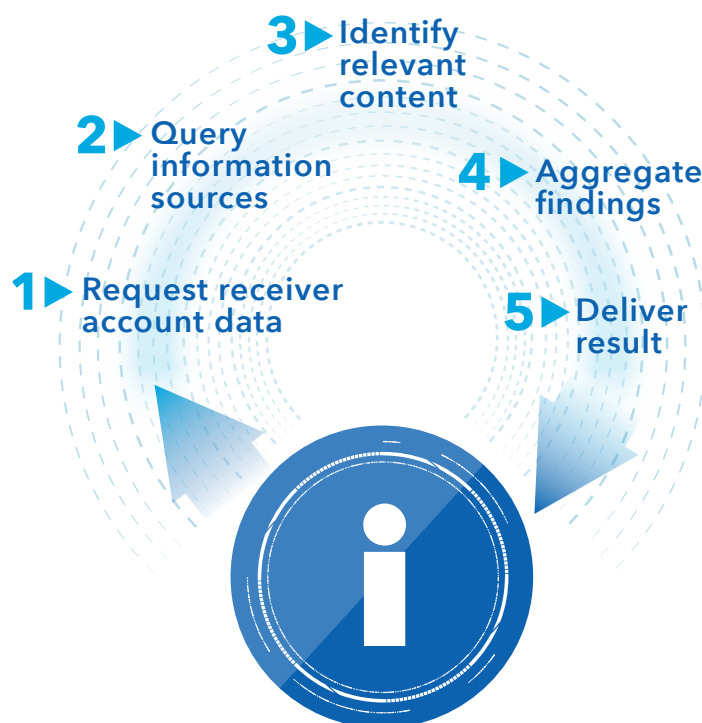 1 Request receiver
account data
2 Query
information
sources
3 Identify
relevant
content
4 Aggregate
findings
5 Deliver
result
i